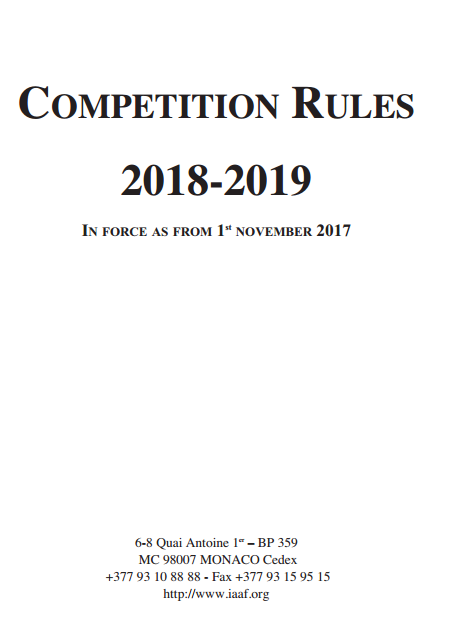 COMPETITION RULES
2018-2019
IN FORCE AS FROM 1st NOVEMBER 2017
6-8 Quai Antoine 1er – BP 359
MC 98007 MONACO Cedex
+377 93 10 88 88 - Fax +377 93 15 95 15
http://www.iaaf.org